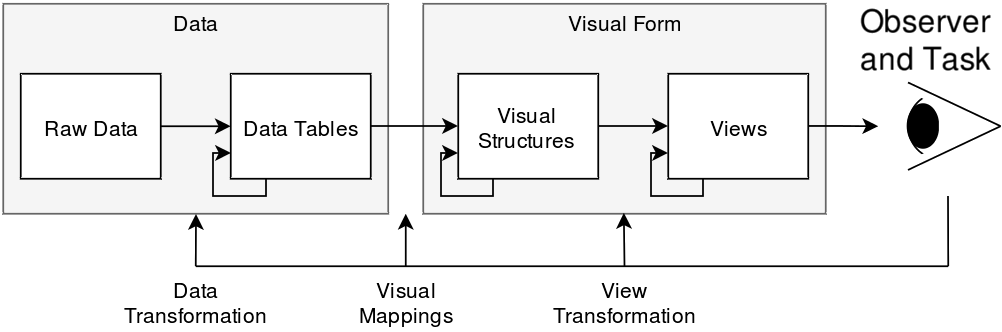 Data
Visual Form
Observer
and Task
Raw Data
Data Tables
Visual
Structures
Views
Data
Transformation
Visual
Mappings
View
Transformation